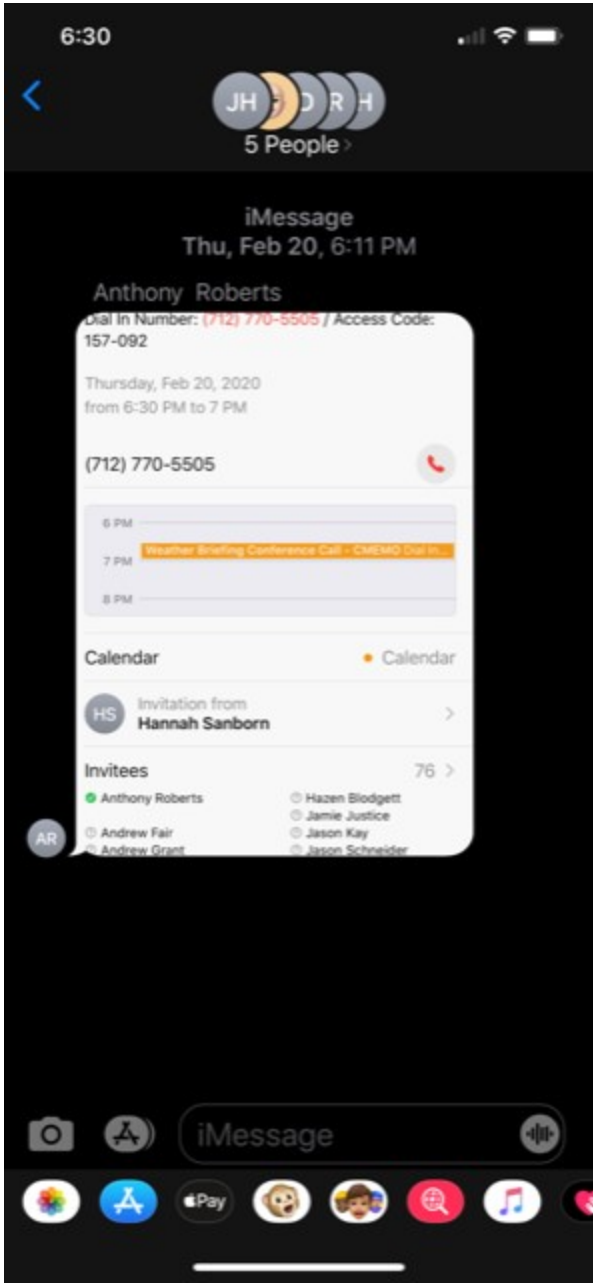 6:30
JH D R H
5 People
iMessage
Thu, Feb 20, 6:11 PM
Anthony Roberts
Dial In Number: (712) 770-5505 / Access Code:
157-092
Thursday, Feb 20, 2020
from 6:30 PM to 7 PM
(712) 770-5505
6 PM
Weather Briefing Conference Call - CMEMO Dial In...
7 PM
8 PM
Calendar
Calendar
HS
Invitation from
Hannah Sanborn
Invitees
76
Anthony Roberts
Andrew Fair
Andrew Grant
Hazen Blodgett
Jamie Justice
Jason Kay
Jason Schneider
AR
iMessage
Pay